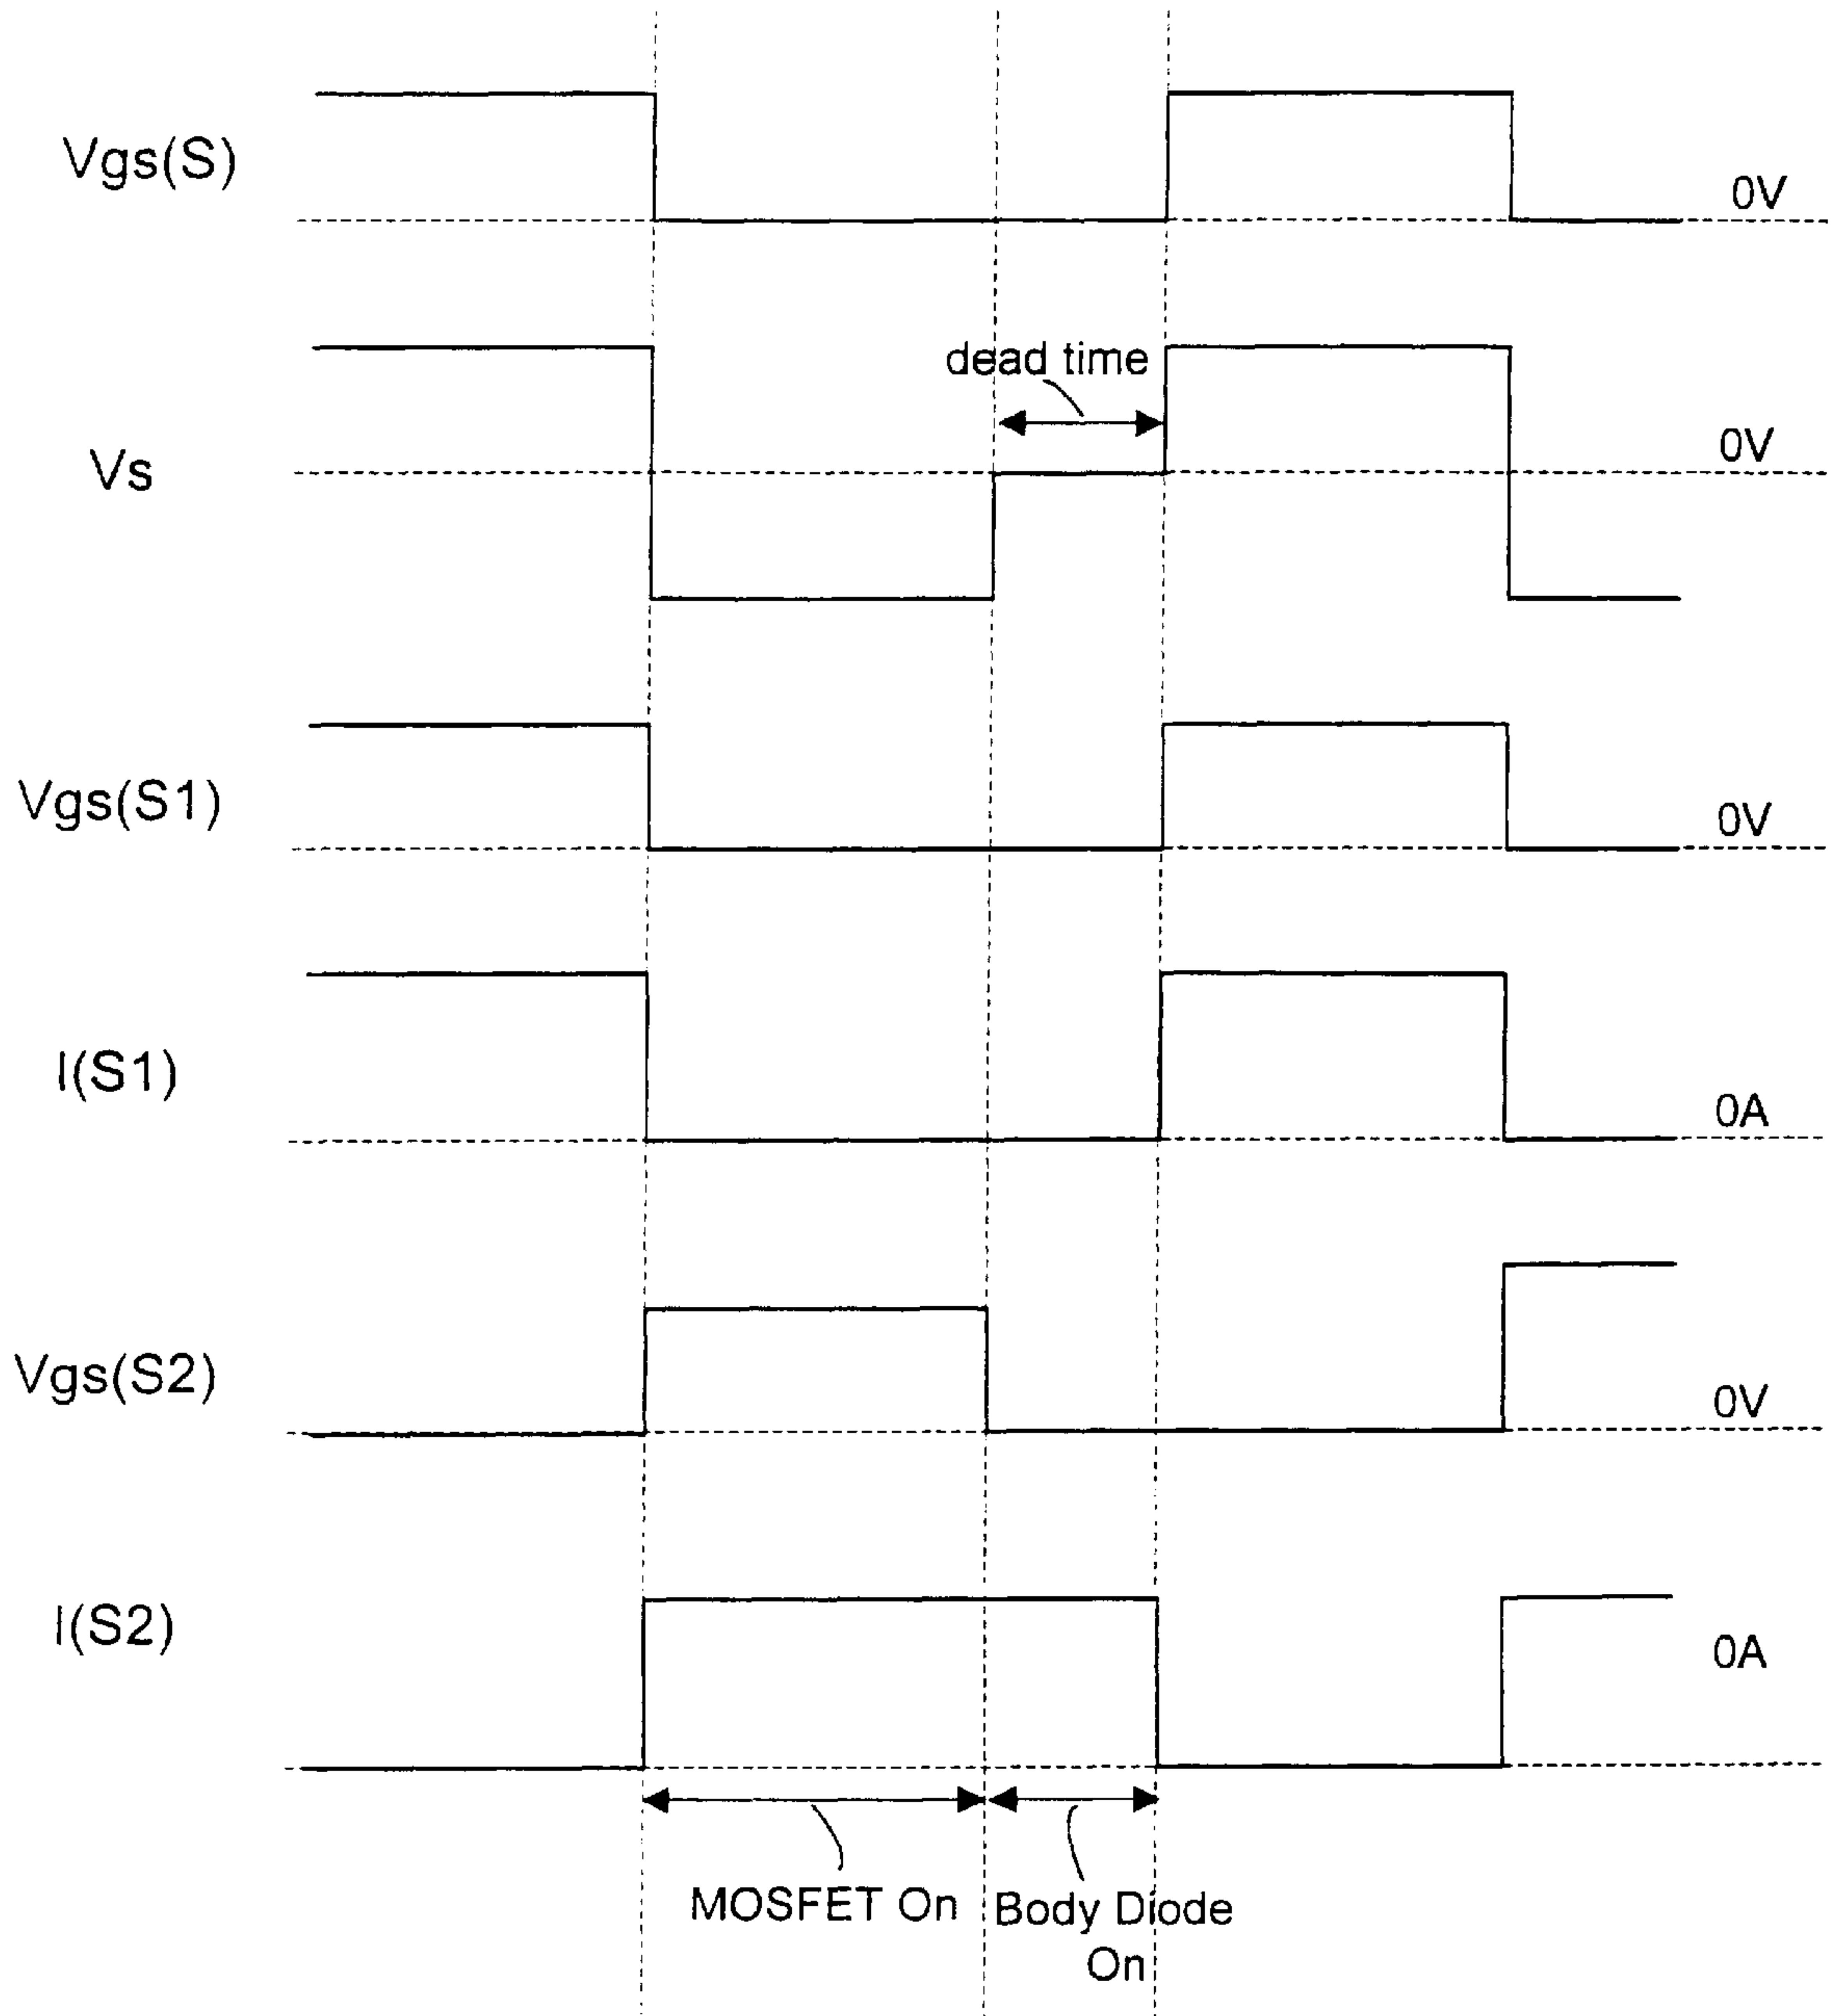 Vgs(S)
0V
dead time
Vs
0V
Vgs(S1)
0V
I(S1)
0A
Vgs(S2)
0V
I(S2)
0A
MOSFET On
Body Diode
On